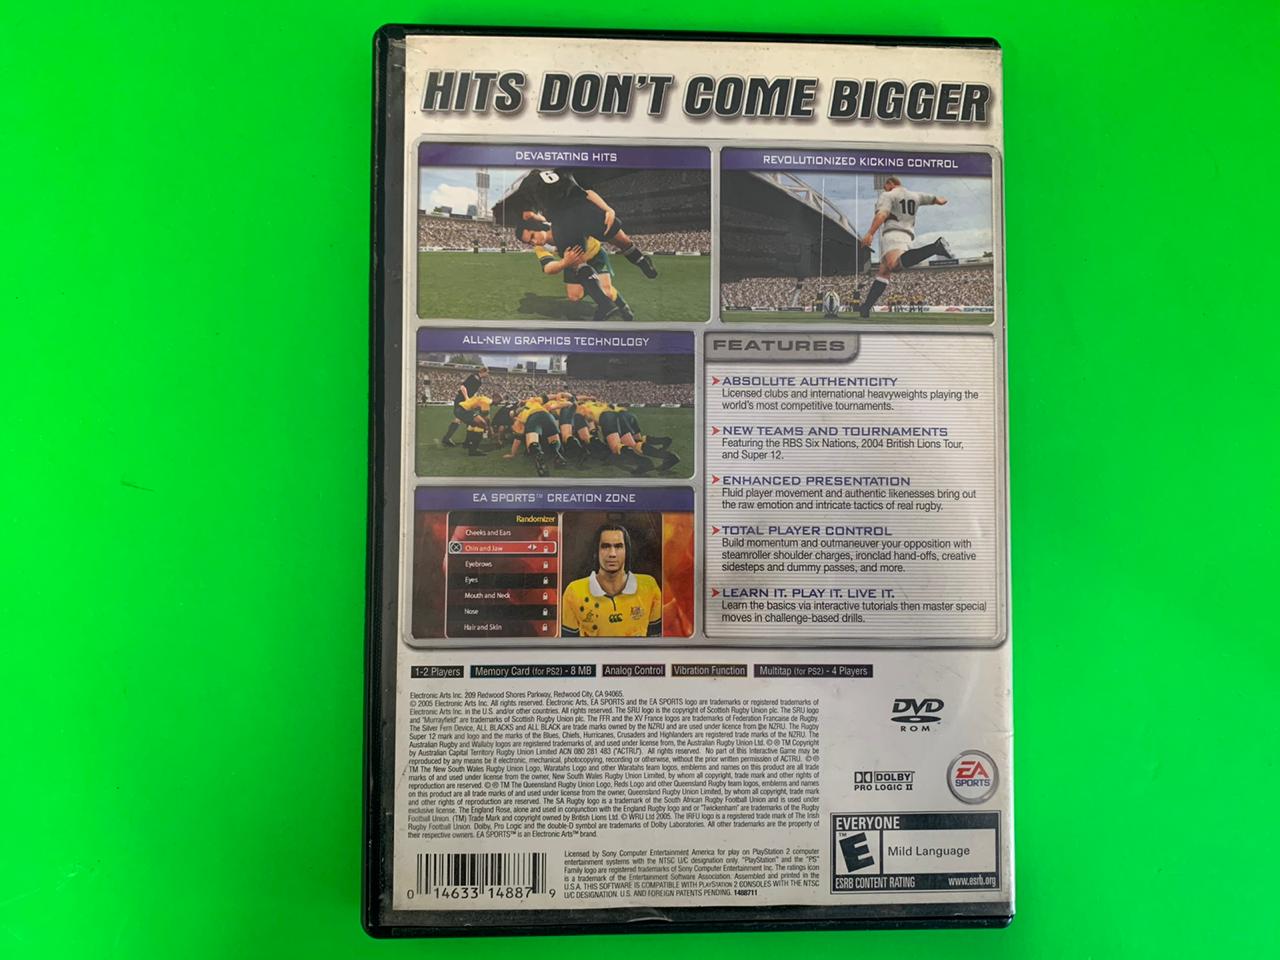 HITS DON'T COME BIGGER
DEVASTATING HITS
6
REVOLUTIONIZED KICKING CONTROL
10
ALL-NEW GRAPHICS TECHNOLOGY
EA SPORTS™ CREATION ZONE
Randomizer
Cheeks and Ears
Chin and Jaw
Eyebrows
Eyes
Mouth and Neck
Nose
Hair and Skin
FEATURES
ABSOLUTE AUTHENTICITY
Licensed clubs and international heavyweights playing the
world's most competitive tournaments.
NEW TEAMS AND TOURNAMENTS
Featuring the RBS Six Nations, 2004 British Lions Tour,
and Super 12.
ENHANCED PRESENTATION
Fluid player movement and authentic likenesses bring out
the raw emotion and intricate tactics of real rugby.
TOTAL PLAYER CONTROL
Build momentum and outmaneuver your opposition with
steamroller shoulder charges, ironclad hand-offs, creative
sidesteps and dummy passes, and more.
LEARN IT. PLAY IT. LIVE IT.
Learn the basics via interactive tutorials then master special
moves in challenge-based drills.
1-2 Players
Memory Card (for PS2) - 8 MB
Analog Control
Vibration Function
Multitap (for PS2) - 4 Players
Electronic Arts Inc. 209 Redwood Shores Parkway, Redwood City, CA 94065.
© 2005 Electronic Arts Inc. All rights reserved. Electronic Arts, EA SPORTS and the EA SPORTS logo are trademarks or registered trademarks of
Electronic Arts Inc. in the U.S. and/or other countries. All rights reserved. The SRU logo is the copyright of Scottish Rugby Union plc. The SRU logo
and "Murrayfield" are trademarks of Scottish Rugby Union plc. The FFR and the XV France logos are trademarks of Federation Francaise de Rugby.
The Silver Fern Device, ALL BLACKS and ALL BLACK are trade marks owned by the NZRU and are used under licence from the NZRU. The Rugby
Super 12 mark and logo and the marks of the Blues, Chiefs, Hurricanes, Crusaders and Highlanders are registered trade marks of the NZRU. The
Australian Rugby and Wallaby logos are registered trademarks of, and used under license from, the Australian Rugby Union Ltd. © ® TM Copyright
by Australian Capital Territory Rugby Union Limited ACN 080 281 483 ("ACTRU"). All rights reserved. No part of this Interactive Game may be
reproduced by any means be it electronic, mechanical, photocopying, recording or otherwise, without the prior written permission of ACTRU. © ®
TM The New South Wales Rugby Union Logo, Waratahs Logo and other Waratahs team logos, emblems and names on this product are all trade
marks of and used under license from the owner, New South Wales Rugby Union Limited, by whom all copyright, trade mark and other rights of
reproduction are reserved. © ® TM The Queensland Rugby Union Logo, Reds Logo and other Queensland Rugby team logos, emblems and names
on this product are all trade marks of and used under license from the owner, Queensland Rugby Union Limited, by whom all copyright, trade mark
and other rights of reproduction are reserved. The SA Rugby logo is a trademark of the South African Rugby Football Union and is used under
exclusive license. The England Rose, alone and used in conjunction with the England Rugby logo and or "Twickenham" are trademarks of the Rugby
Football Union. (TM) Trade Mark and copyright owned by British Lions Ltd. © WRU Ltd 2005. The IRFU logo is a registered trademark of The Irish
Rugby Football Union. Dolby, Pro Logic and the double-D symbol are trademarks of Dolby Laboratories. All other trademarks are the property of
their respective owners. EA SPORTS™ is an Electronic Arts™ brand.
DVD
ROM
DOLBY
PRO LOGIC II
EA
SPORTS
EVERYONE
E
™
Mild Language
ESRB CONTENT RATING
www.esrb.org
0 14633 14887 9
Licensed by Sony Computer Entertainment America for play on PlayStation 2 computer
entertainment systems with the NTSC U/C designation only. "PlayStation" and the "PS"
Family logo are registered trademarks of Sony Computer Entertainment Inc. The ratings icon
is a trademark of the Entertainment Software Association. Assembled and printed in the
U.S.A. THIS SOFTWARE IS COMPATIBLE WITH PLAYSTATION 2 CONSOLES WITH THE NTSC
U/C DESIGNATION. U.S. AND FOREIGN PATENTS PENDING. 1488711